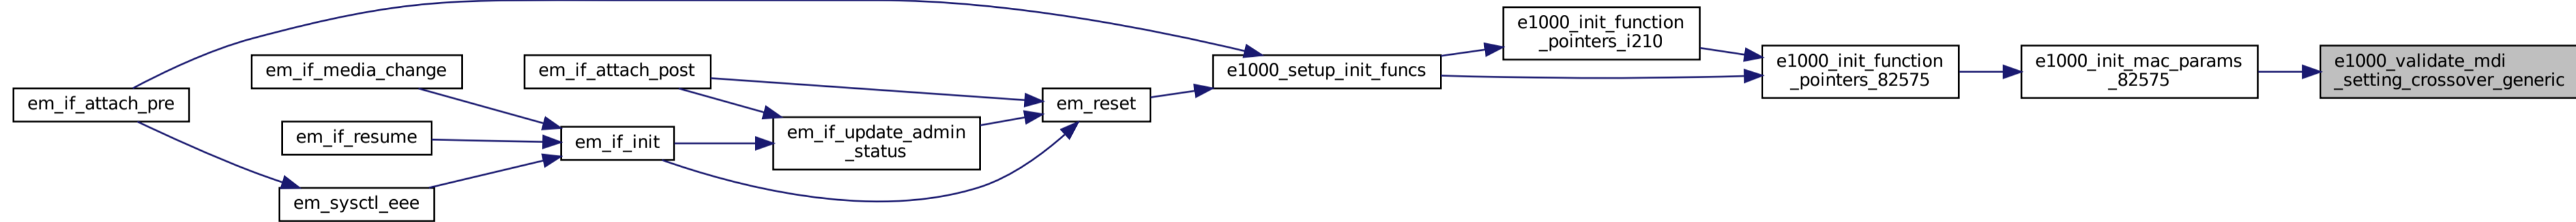 em_if_attach_pre
em_if_media_change
em_if_resume
em_sysctl_eee
em_if_attach_post
em_if_init
em_if_update_admin
_status
em_reset
e1000_setup_init_funcs
e1000_init_function
_pointers_i210
e1000_init_function
_pointers_82575
e1000_init_mac_params
_82575
e1000_validate_mdi
_setting_crossover_generic